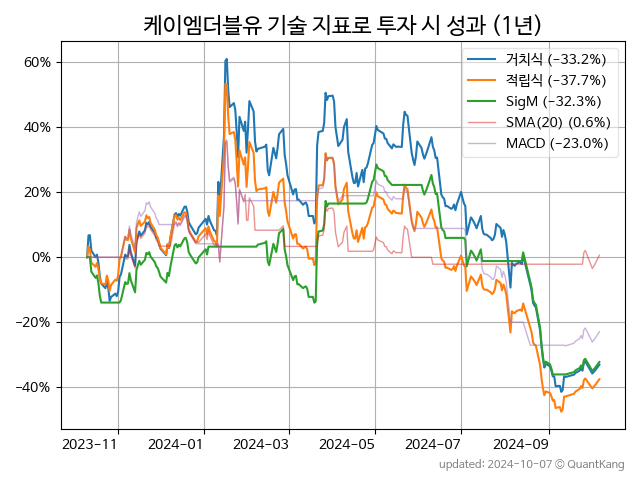 케이엠더블유 기술 지표로 투자 시 성과 (1년)
거치식 (−33.2%)
적립식 (−37.7%)
SigM (−32.3%)
SMA(20) (0.6%)
MACD (−23.0%)
60%
40%
20%
0%
−20%
−40%
2023-11 2024-01 2024-03 2024-05 2024-07 2024-09
updated: 2024-10-07 © QuantKang